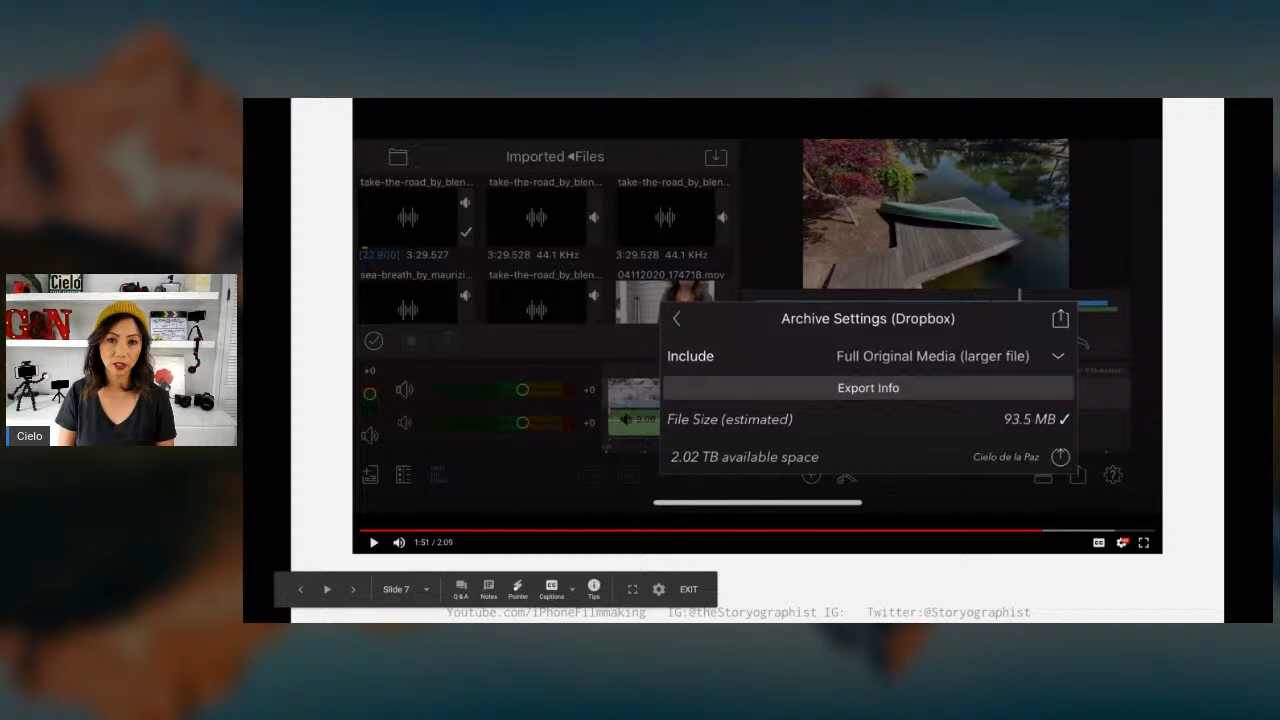 Imported ◂Files
take-the-road_by_blen... take-the-road_by_blen... take-the-road_by_blen...
[22.900] 3:29.527 3:29.528 44.1 KHz 3:29.528 44.1 KHz
sea-breath_by_maurizi... take-the-road_by_blen... 04112020_174718.mov
Archive Settings (Dropbox)
Include Full Original Media (larger file)
Export Info
File Size (estimated) 93.5 MB ✓
2.02 TB available space Cielo de la Paz
+0
+0
+0
Cielo
G&N
Cielo
1:51 / 2:09
CC
Slide 7
Q & A Notes Pointer Captions Tips EXIT
Youtube.com/iPhoneFilmmaking IG:@theStoryographist IG: Twitter:@Storyographist